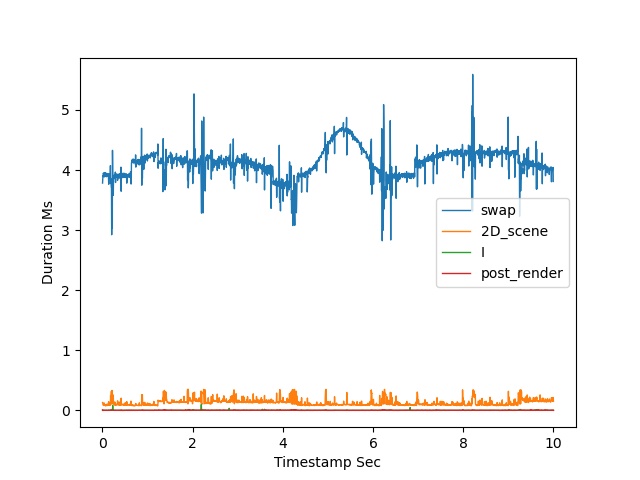 Duration Ms
5
4
3
2
1
0
swap
2D_scene
I
post_render
0 2 4 6 8 10
Timestamp Sec